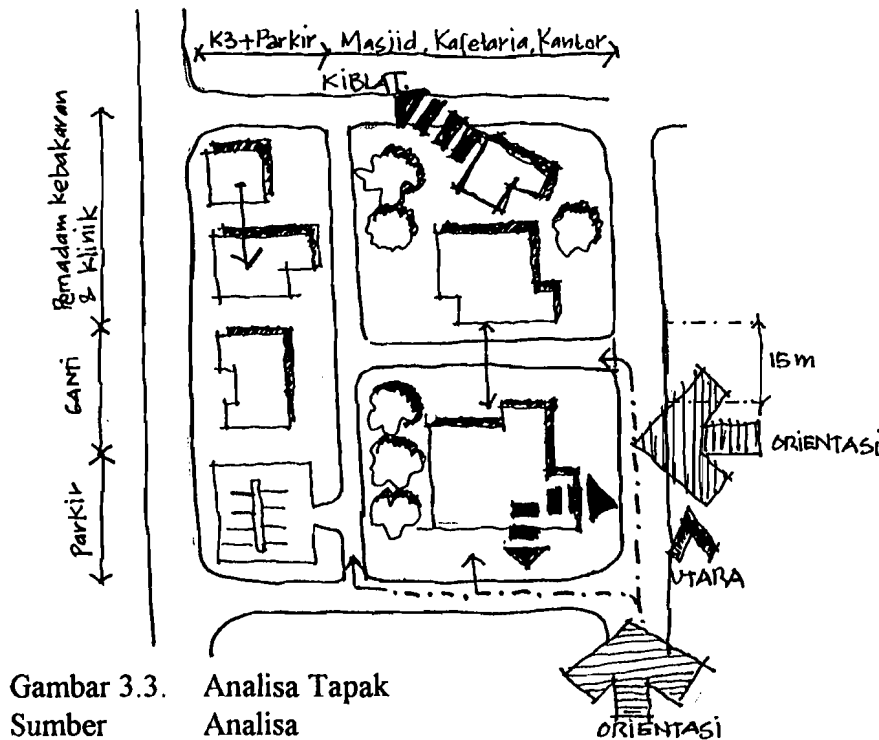 K3+Parkir
Masjid, Kafetaria, Kantor
KIBLAT.
Pemadam Kebakaran
& Klinik
GANTI
Parkir
15m
ORIENTASI
UTARA
ORIENTASI
Gambar 3.3. Analisa Tapak
Sumber Analisa